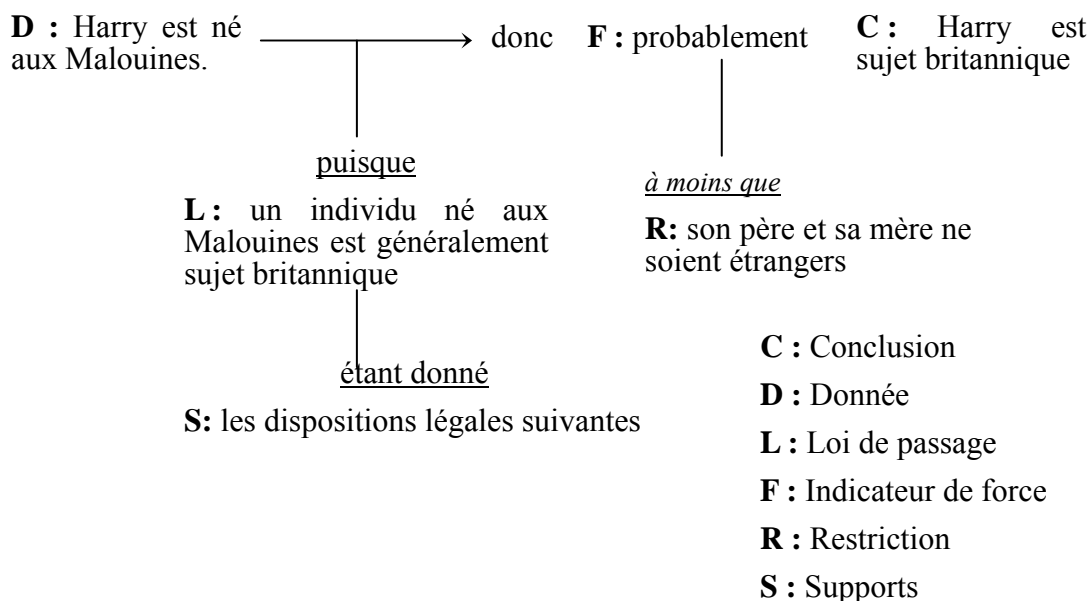 D : Harry est né aux Malouines.
donc
F : probablement
C : Harry est sujet britannique
puisque
L : un individu né aux Malouines est généralement sujet britannique
à moins que
R: son père et sa mère ne soient étrangers
étant donné
S: les dispositions légales suivantes
C : Conclusion
D : Donnée
L : Loi de passage
F : Indicateur de force
R : Restriction
S : Supports